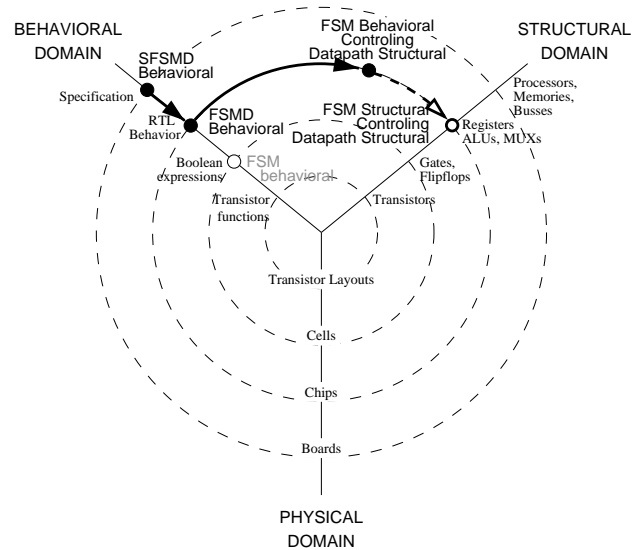 BEHAVIORAL
DOMAIN
SFSMD
Behavioral
FSM Behavioral
Controling
Datapath Structural
STRUCTURAL
DOMAIN
Specification
Processors,
Memories,
Busses
RTL
Behavior
FSMD
Behavioral
FSM Structural
Controling
Datapath Structural
Registers
ALUs, MUXs
Boolean
expressions
FSM
behavioral
Gates,
Flipflops
Transistor
functions
Transistors
Transistor Layouts
Cells
Chips
Boards
PHYSICAL
DOMAIN